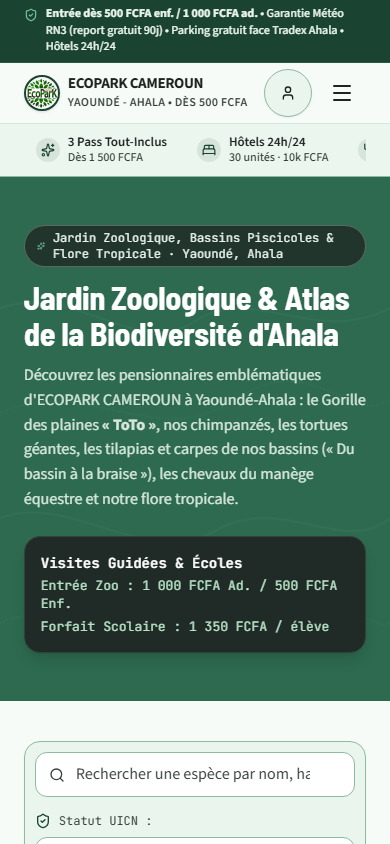 Entrée dès 500 FCFA enf. / 1 000 FCFA ad. • Garantie Météo
RN3 (report gratuit 90j) • Parking gratuit face Tradex Ahala •
Hôtels 24h/24
EcoParK
ECOPARK CAMEROUN
YAOUNDÉ - AHALA • DÈS 500 FCFA
3 Pass Tout-Inclus
Dès 1 500 FCFA
Hôtels 24h/24
30 unités · 10k FCFA
Jardin Zoologique, Bassins Piscicoles &
Flore Tropicale · Yaoundé, Ahala
Jardin Zoologique & Atlas
de la Biodiversité d'Ahala
Découvrez les pensionnaires emblématiques
d'ECOPARK CAMEROUN à Yaoundé-Ahala : le Gorille
des plaines « ToTo », nos chimpanzés, les tortues
géantes, les tilapias et carpes de nos bassins (« Du
bassin à la braise »), les chevaux du manège
équestre et notre flore tropicale.
Visites Guidées & Écoles
Entrée Zoo : 1 000 FCFA Ad. / 500 FCFA
Enf.
Forfait Scolaire : 1 350 FCFA / élève
Rechercher une espèce par nom, ha
Statut UICN :